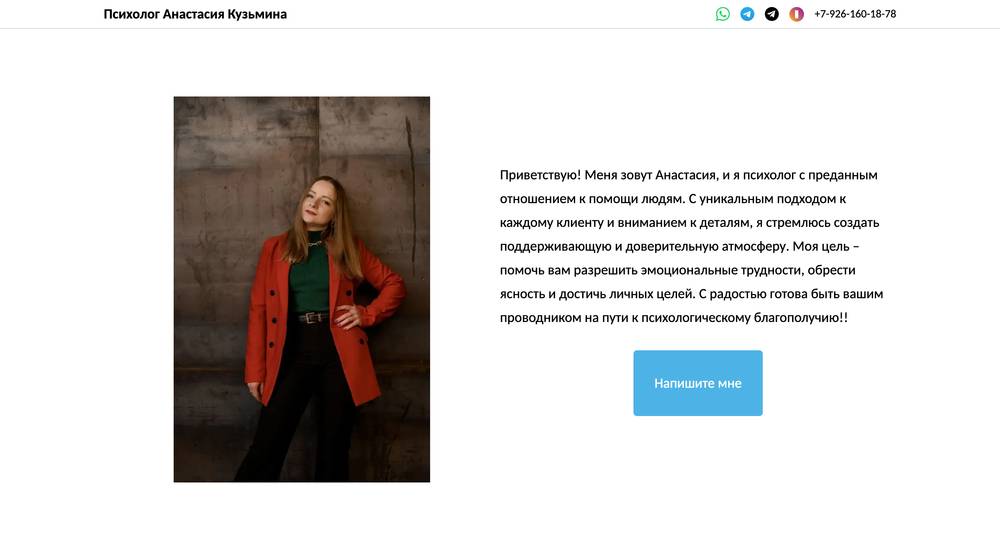 Психолог Анастасия Кузьмина
+7-926-160-18-78
Приветствую! Меня зовут Анастасия, и я психолог с преданным
отношением к помощи людям. С уникальным подходом к
каждому клиенту и вниманием к деталям, я стремлюсь создать
поддерживающую и доверительную атмосферу. Моя цель –
помочь вам разрешить эмоциональные трудности, обрести
ясность и достичь личных целей. С радостью готова быть вашим
проводником на пути к психологическому благополучию!!
Напишите мне